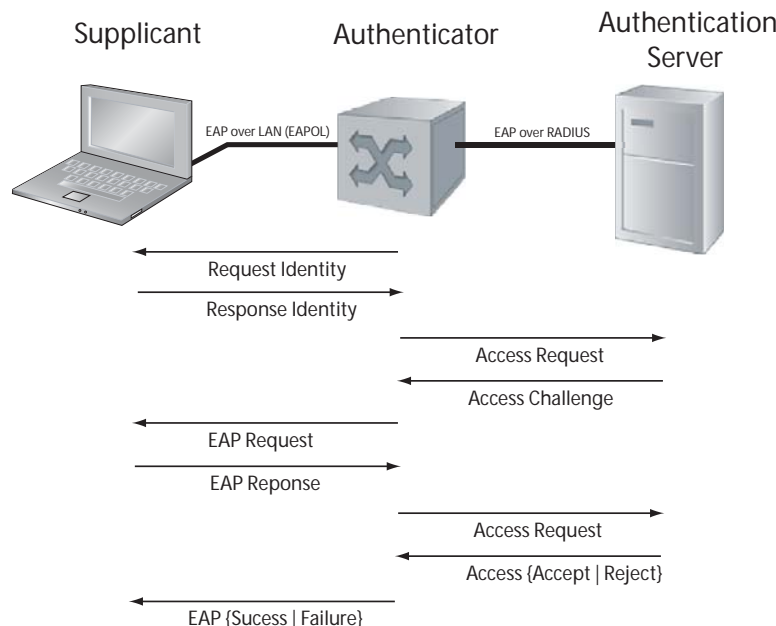 Supplicant
Authenticator
Authentication
Server
EAP over LAN (EAPOL)
EAP over RADIUS
Request Identity
Response Identity
Access Request
Access Challenge
EAP Request
EAP Reponse
Access Request
Access {Accept | Reject}
EAP {Sucess | Failure}